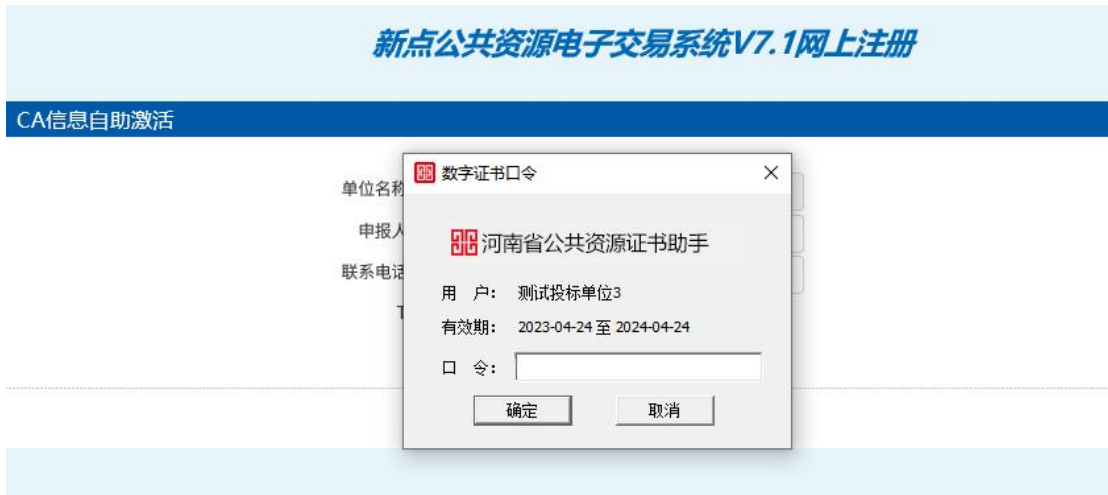 新点公共资源电子交易系统V7.1网上注册
CA信息自助激活
数字证书口令
单位名称
申报人
联系电话
T
河南省公共资源证书助手
用 户： 测试投标单位3
有效期： 2023-04-24 至 2024-04-24
口 令：
确定 取消